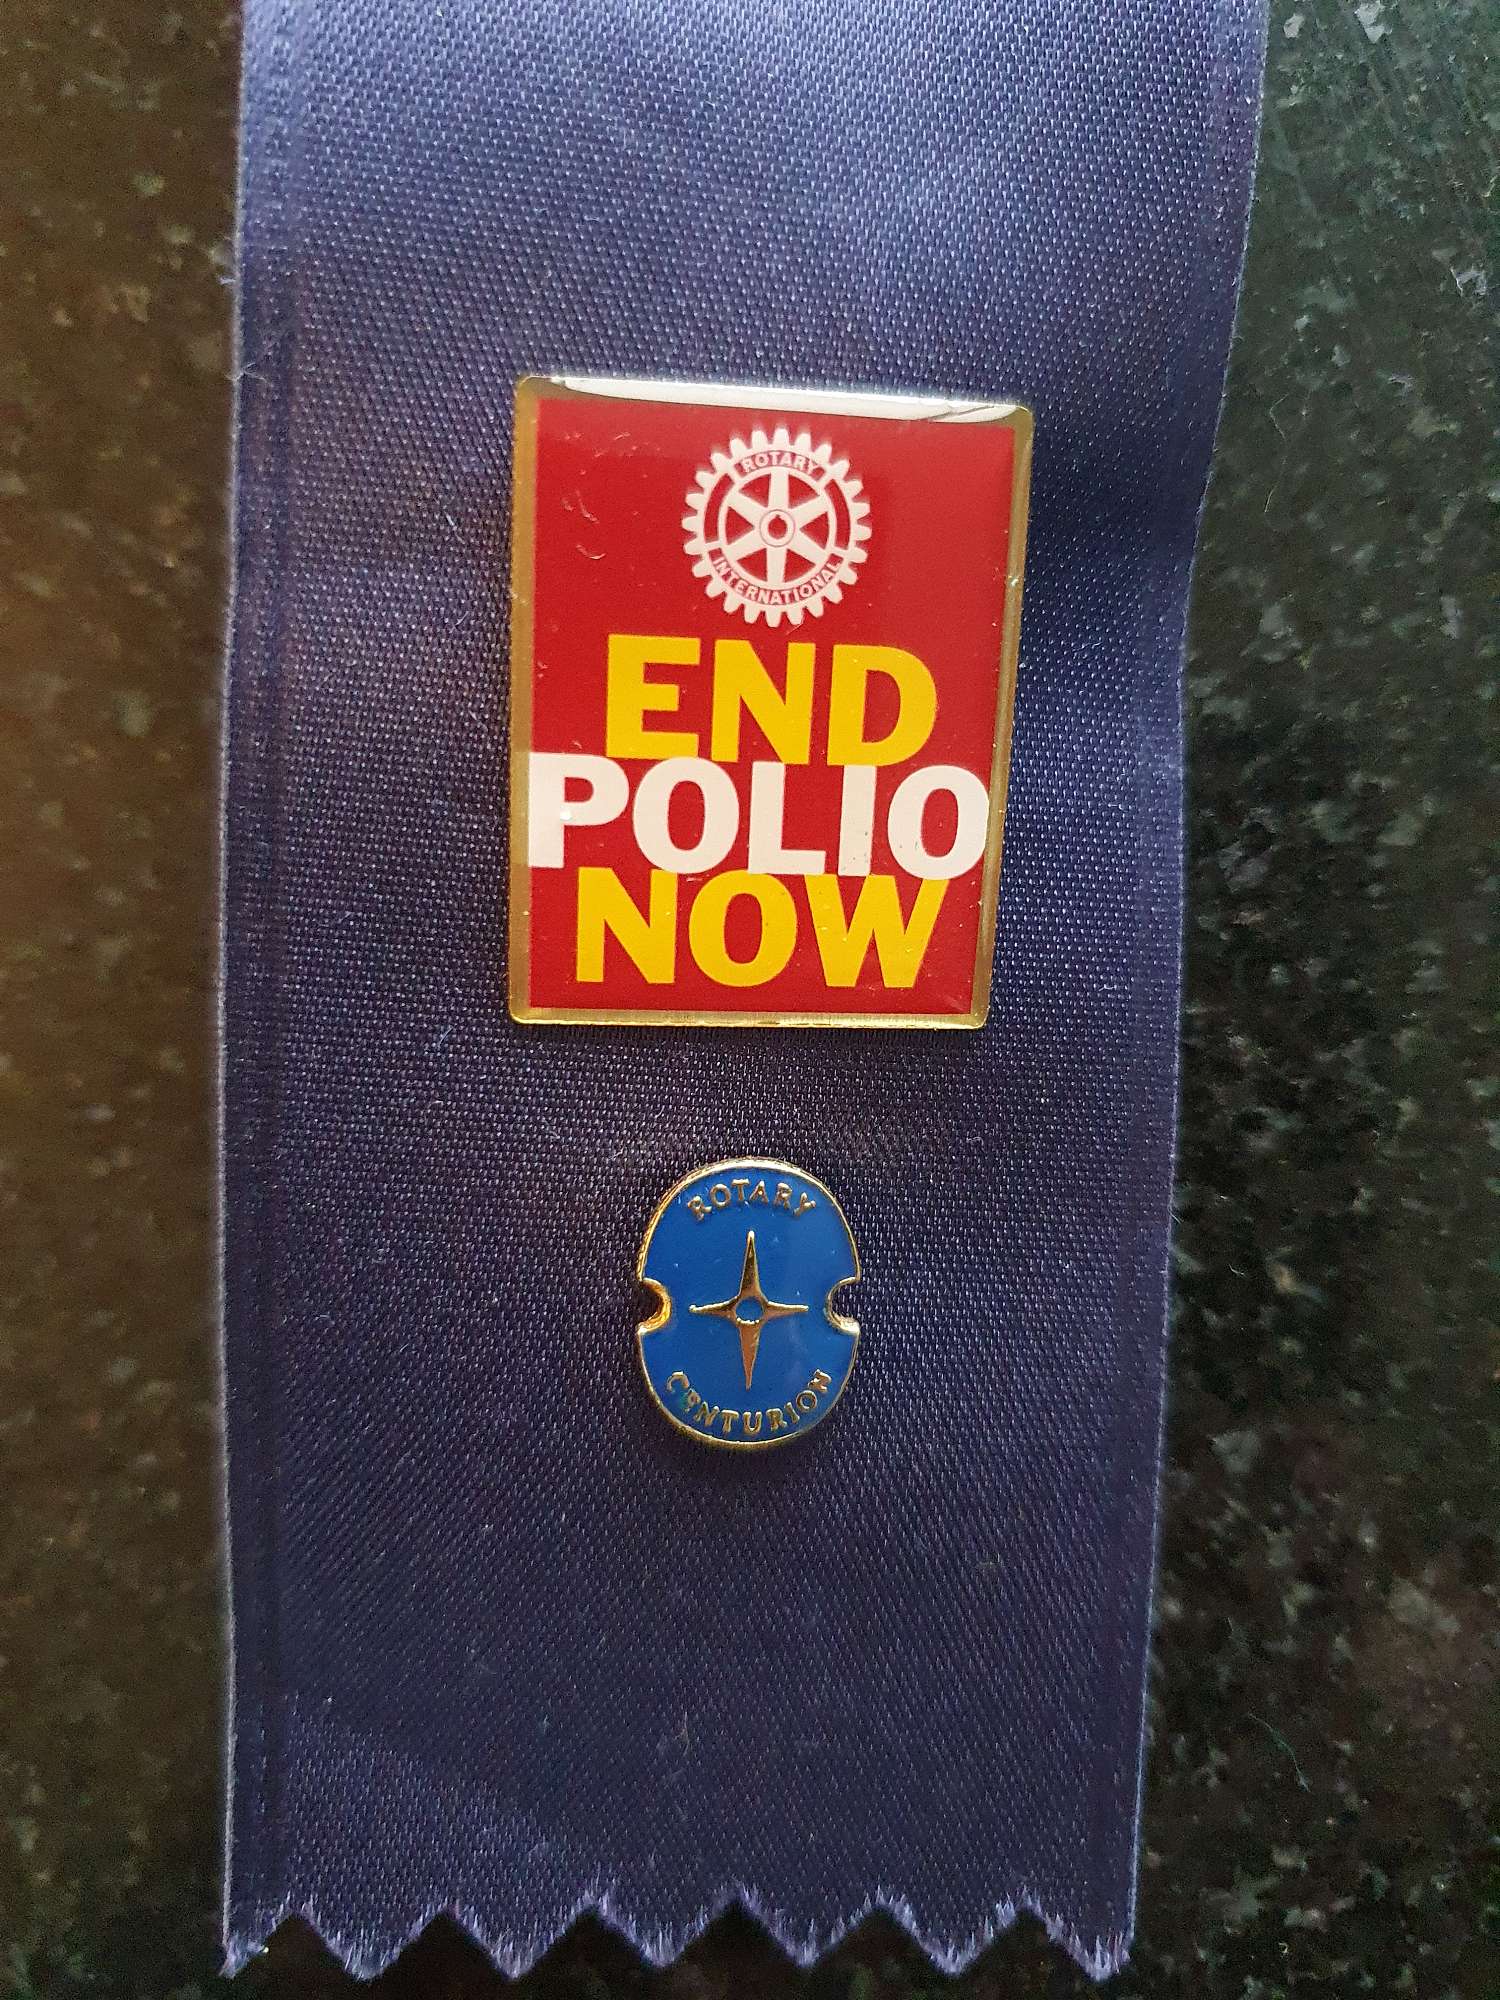 ROTARY
INTERNATIONAL
END
POLIO
NOW
ROTARY
CENTURION